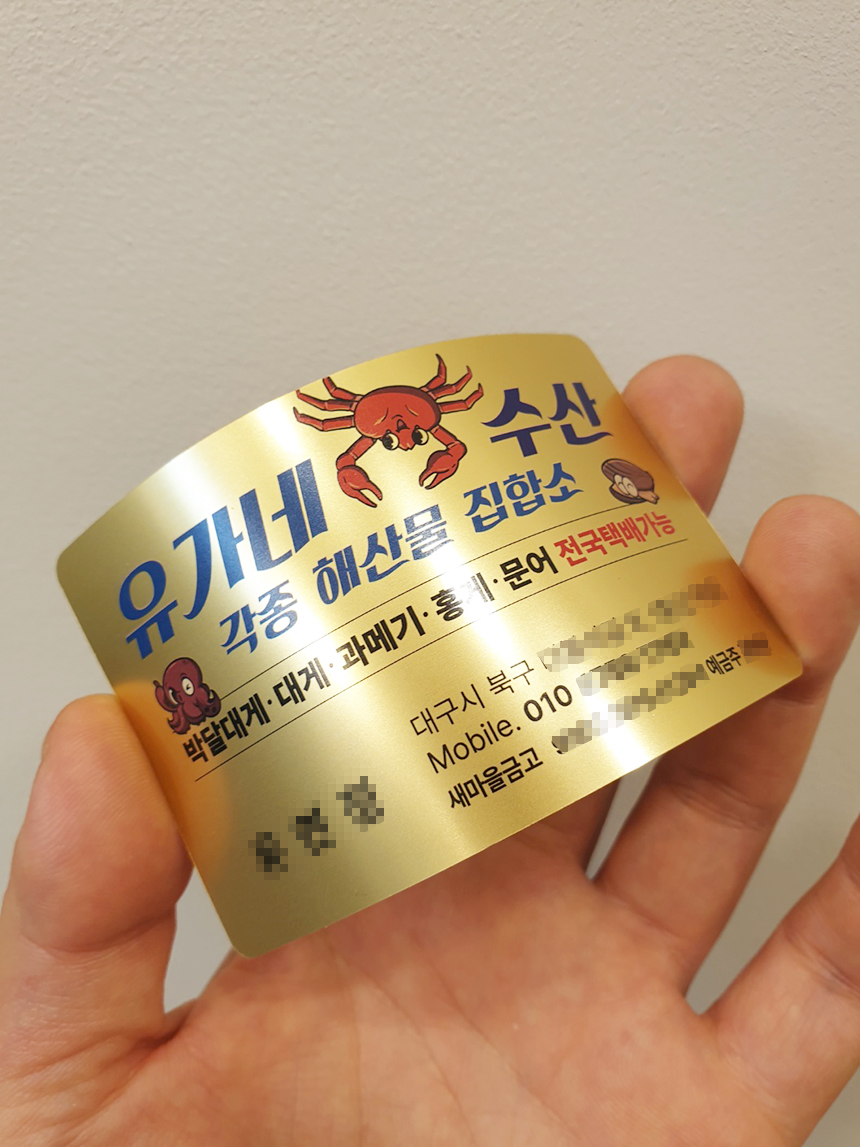 유가네 수산
각종 해산물 집합소
박달대게·대게·과메기·홍게·문어 전국택배가능
대구시 북구
Mobile. 010
새마을금고 예금주